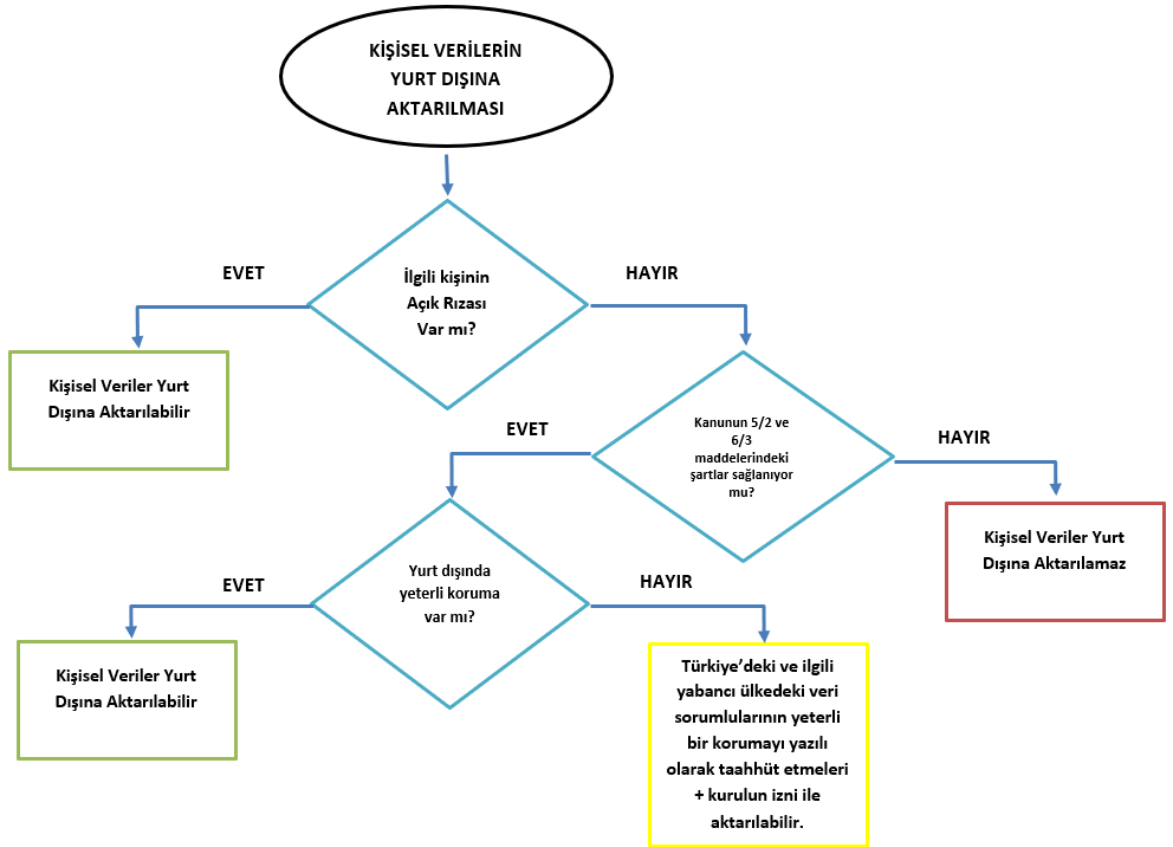 KİŞİSEL VERİLERİN
YURT DIŞINA
AKTARILMASI
EVET
İlgili kişinin
Açık Rızası
Var mı?
HAYIR
Kişisel Veriler Yurt
Dışına Aktarılabilir
EVET
Kanunun 5/2 ve
6/3
maddelerindeki
şartlar sağlanıyor
mu?
HAYIR
Kişisel Veriler Yurt
Dışına Aktarılamaz
EVET
Yurt dışında
yeterli koruma
var mı?
HAYIR
Kişisel Veriler Yurt
Dışına Aktarılabilir
Türkiye’deki ve ilgili
yabancı ülkedeki veri
sorumlularının yeterli
bir korumayı yazılı
olarak taahhüt etmeleri
+ kurulun izni ile
aktarılabilir.